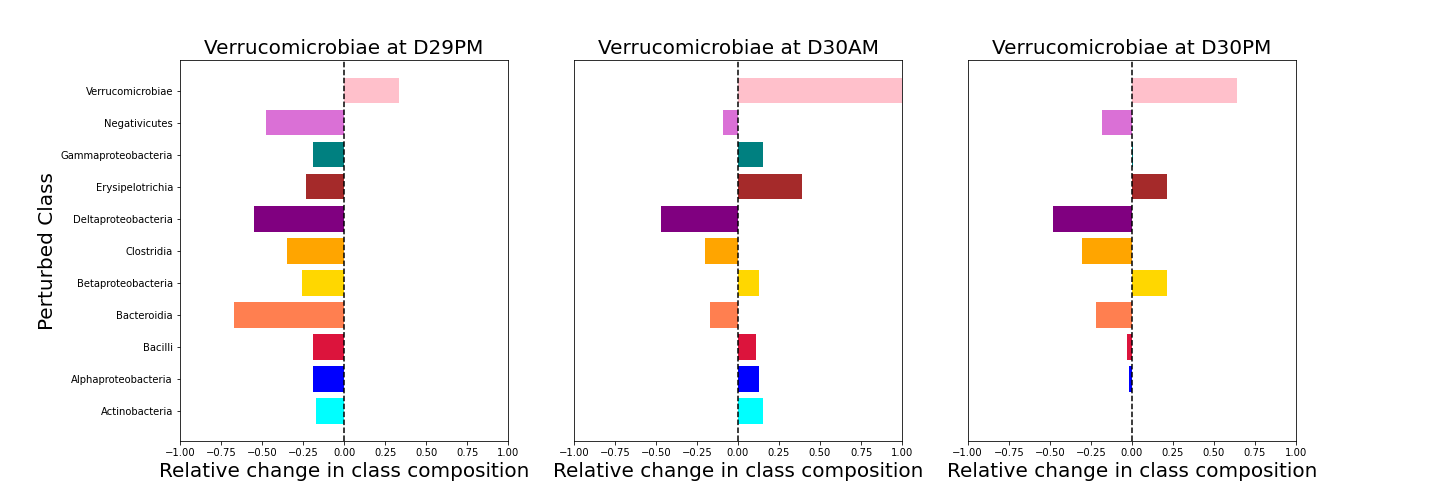 Verrucomicrobiae at D29PM
Verrucomicrobiae at D30AM
Verrucomicrobiae at D30PM
Perturbed Class
Verrucomicrobiae
Negativicutes
Gammaproteobacteria
Erysipelotrichia
Deltaproteobacteria
Clostridia
Betaproteobacteria
Bacteroidia
Bacilli
Alphaproteobacteria
Actinobacteria
−1.00 −0.75 −0.50 −0.25 0.00 0.25 0.50 0.75 1.00
−1.00 −0.75 −0.50 −0.25 0.00 0.25 0.50 0.75 1.00
−1.00 −0.75 −0.50 −0.25 0.00 0.25 0.50 0.75 1.00
Relative change in class composition
Relative change in class composition
Relative change in class composition